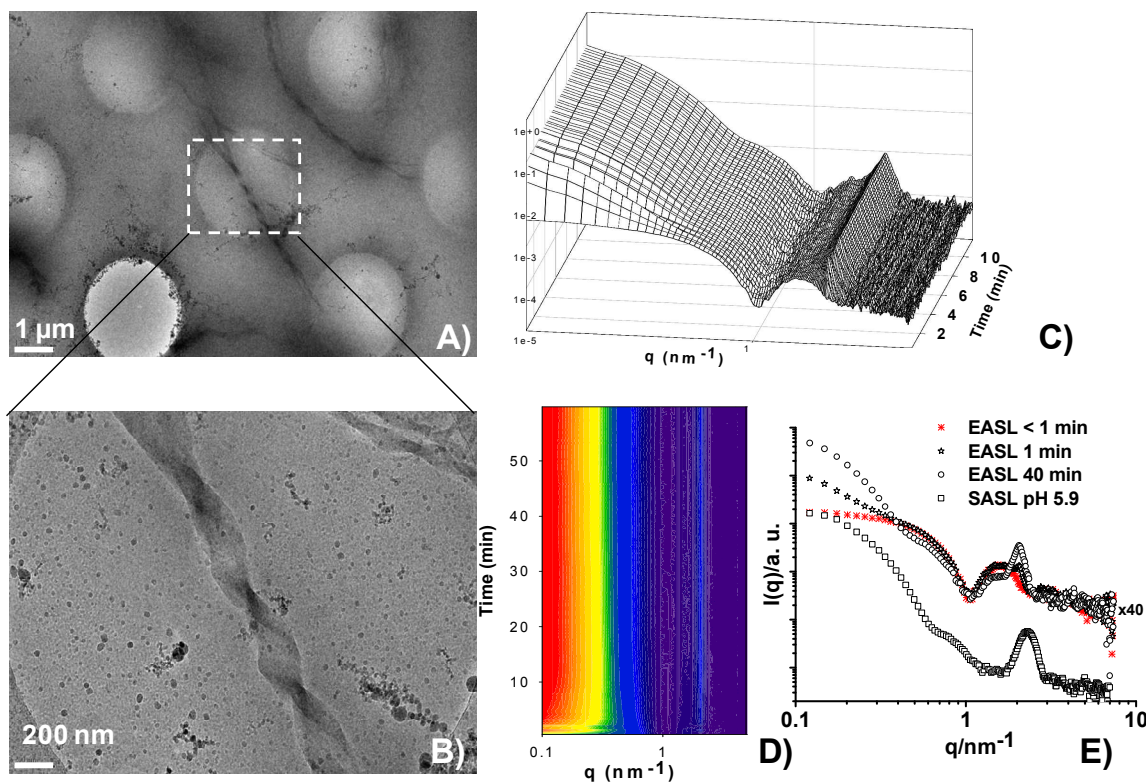 1 µm
A)
200 nm
B)
1e+0
1e-1
1e-2
1e-3
1e-4
1e-5
q (nm-1)
1
2
4
6
8
10
Time (min)
C)
50
40
30
20
10
Time (min)
0.10
1
q (nm-1)
D)
EASL < 1 min
EASL 1 min
EASL 40 min
SASL pH 5.9
I(q)/a. u.
x40
0.1
1
10
q/nm-1
E)